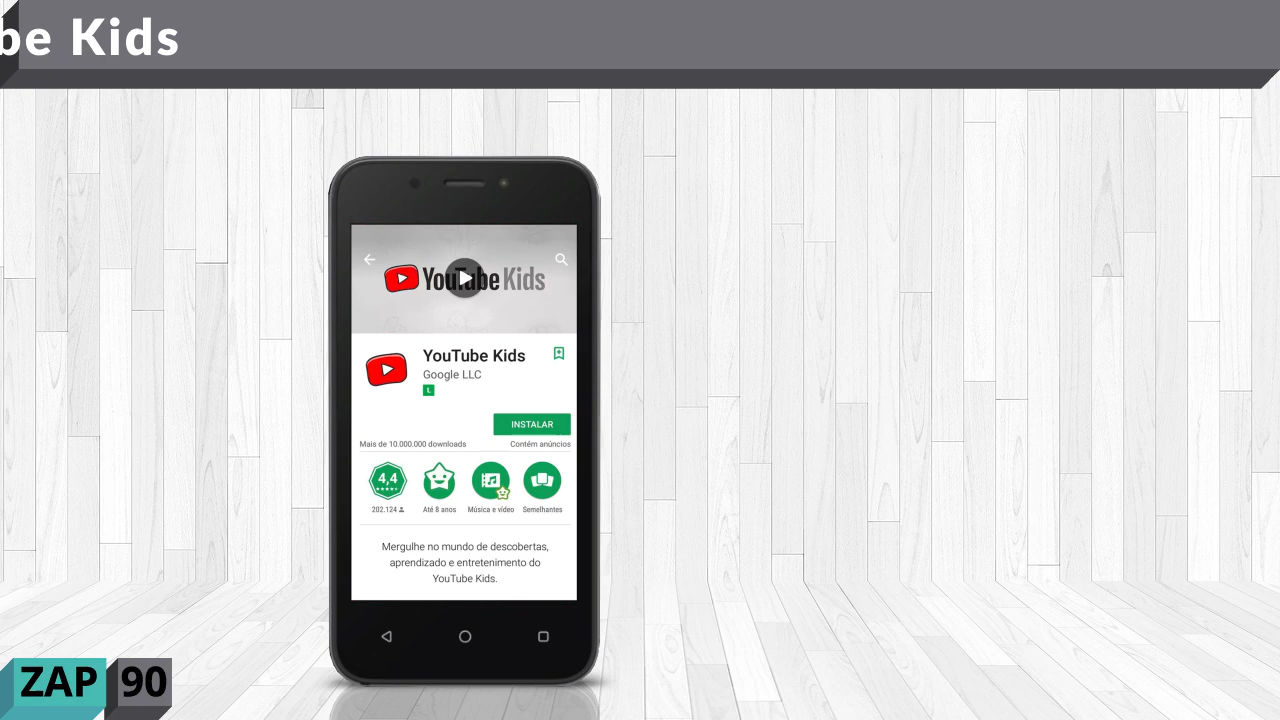 be Kids
YouTube Kids
YouTube Kids
Google LLC
L
INSTALAR
Mais de 10.000.000 downloads
Contém anúncios
4,4
202.124
Até 8 anos
Música e vídeo
Semelhantes
Mergulhe no mundo de descobertas,
aprendizado e entretenimento do
YouTube Kids.
ZAP 90